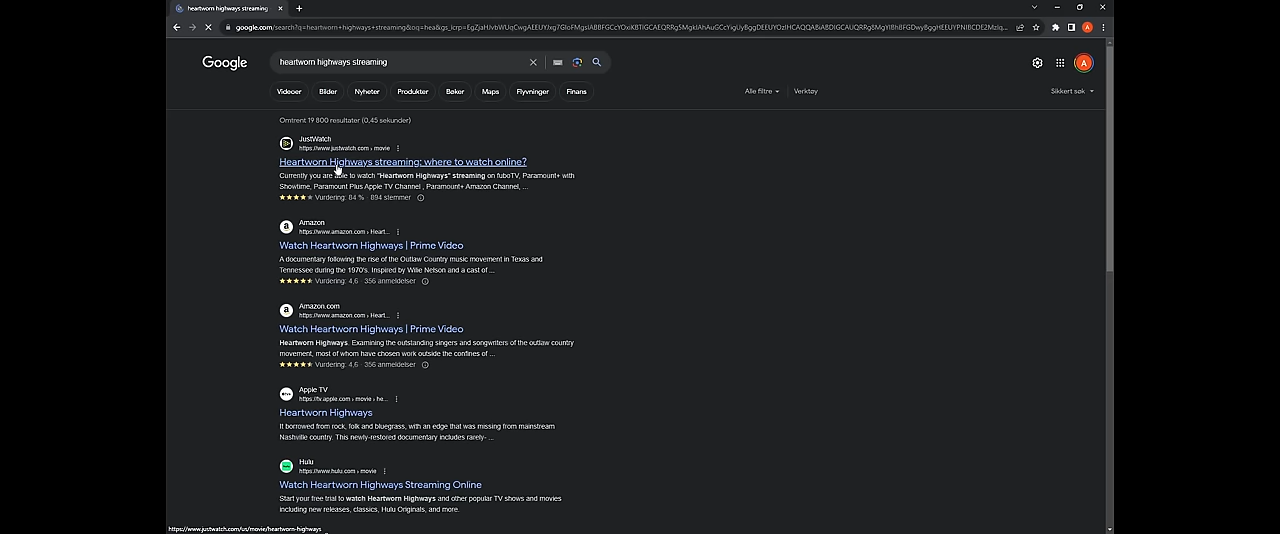 heartworn highways streaming
Google
heartworn highways streaming
Videoer
Bilder
Nyheter
Produkter
Bøker
Maps
Flyvninger
Finans
Alle filtre
Verktøy
Sikkert søk
A
Omtrent 19 800 resultater (0,45 sekunder)
JustWatch
https://www.justwatch.com › movie
Heartworn Highways streaming: where to watch online?
Currently you are able to watch "Heartworn Highways" streaming on fuboTV, Paramount+ with
Showtime, Paramount Plus Apple TV Channel , Paramount+ Amazon Channel, ...
Vurdering: 84 % · 894 stemmer
Amazon
https://www.amazon.com › Heart...
Watch Heartworn Highways | Prime Video
A documentary following the rise of the Outlaw Country music movement in Texas and
Tennessee during the 1970's. Inspired by Wilie Nelson and a cast of ...
Vurdering: 4,6 · 356 anmeldelser
Amazon.com
https://www.amazon.com › Heart...
Watch Heartworn Highways | Prime Video
Heartworn Highways. Examining the outstanding singers and songwriters of the outlaw country
movement, most of whom have chosen work outside the confines of ...
Vurdering: 4,6 · 356 anmeldelser
Apple TV
https://tv.apple.com › movie › he...
Heartworn Highways
It borrowed from rock, folk and bluegrass, with an edge that was missing from mainstream
Nashville country. This newly-restored documentary includes rarely- ...
Hulu
https://www.hulu.com › movie
Watch Heartworn Highways Streaming Online
Start your free trial to watch Heartworn Highways and other popular TV shows and movies
including new releases, classics, Hulu Originals, and more.
https://www.justwatch.com/us/movie/heartworn-highways